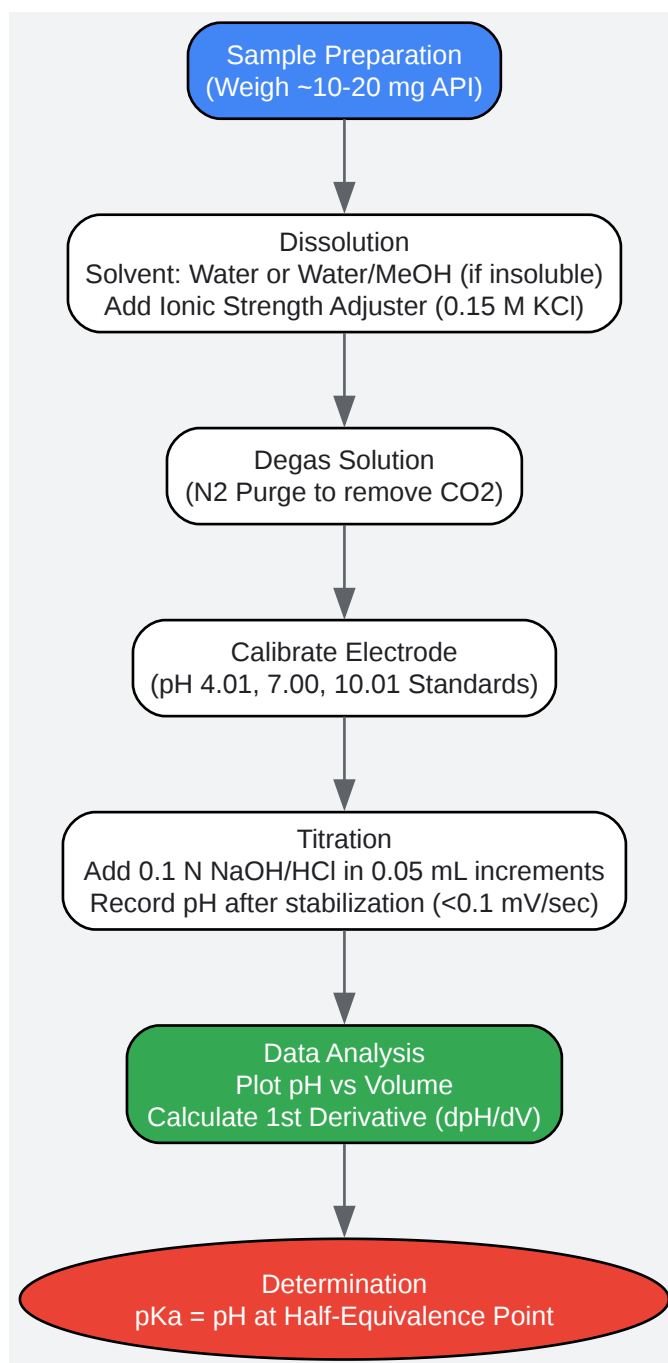 Sample Preparation
(Weigh ~10-20 mg API)
Dissolution
Solvent: Water or Water/MeOH (if insoluble)
Add Ionic Strength Adjuster (0.15 M KCl)
Degas Solution
(N2 Purge to remove CO2)
Calibrate Electrode
(pH 4.01, 7.00, 10.01 Standards)
Titration
Add 0.1 N NaOH/HCl in 0.05 mL increments
Record pH after stabilization (<0.1 mV/sec)
Data Analysis
Plot pH vs Volume
Calculate 1st Derivative (dpH/dV)
Determination
pKa = pH at Half-Equivalence Point